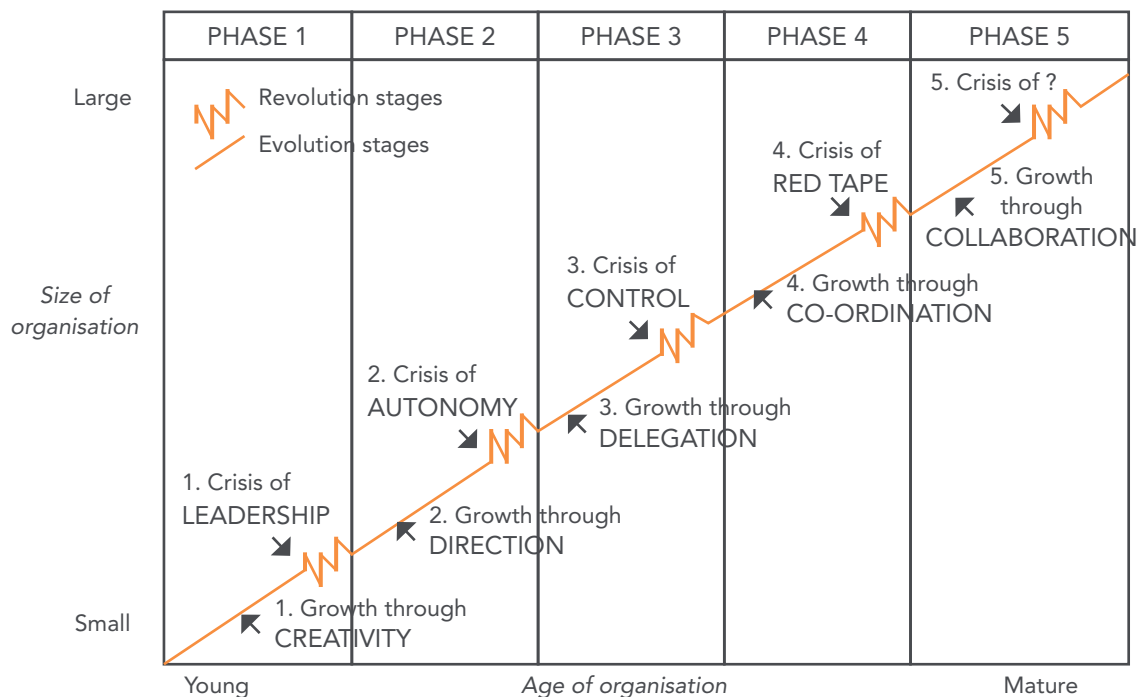 PHASE 1
PHASE 2
PHASE 3
PHASE 4
PHASE 5
Large
Revolution stages
Evolution stages
5. Crisis of ?
4. Crisis of
RED TAPE
5. Growth
through
COLLABORATION
3. Crisis of
CONTROL
4. Growth through
CO-ORDINATION
Size of
organisation
2. Crisis of
AUTONOMY
3. Growth through
DELEGATION
1. Crisis of
LEADERSHIP
2. Growth through
DIRECTION
Small
1. Growth through
CREATIVITY
Young
Age of organisation
Mature